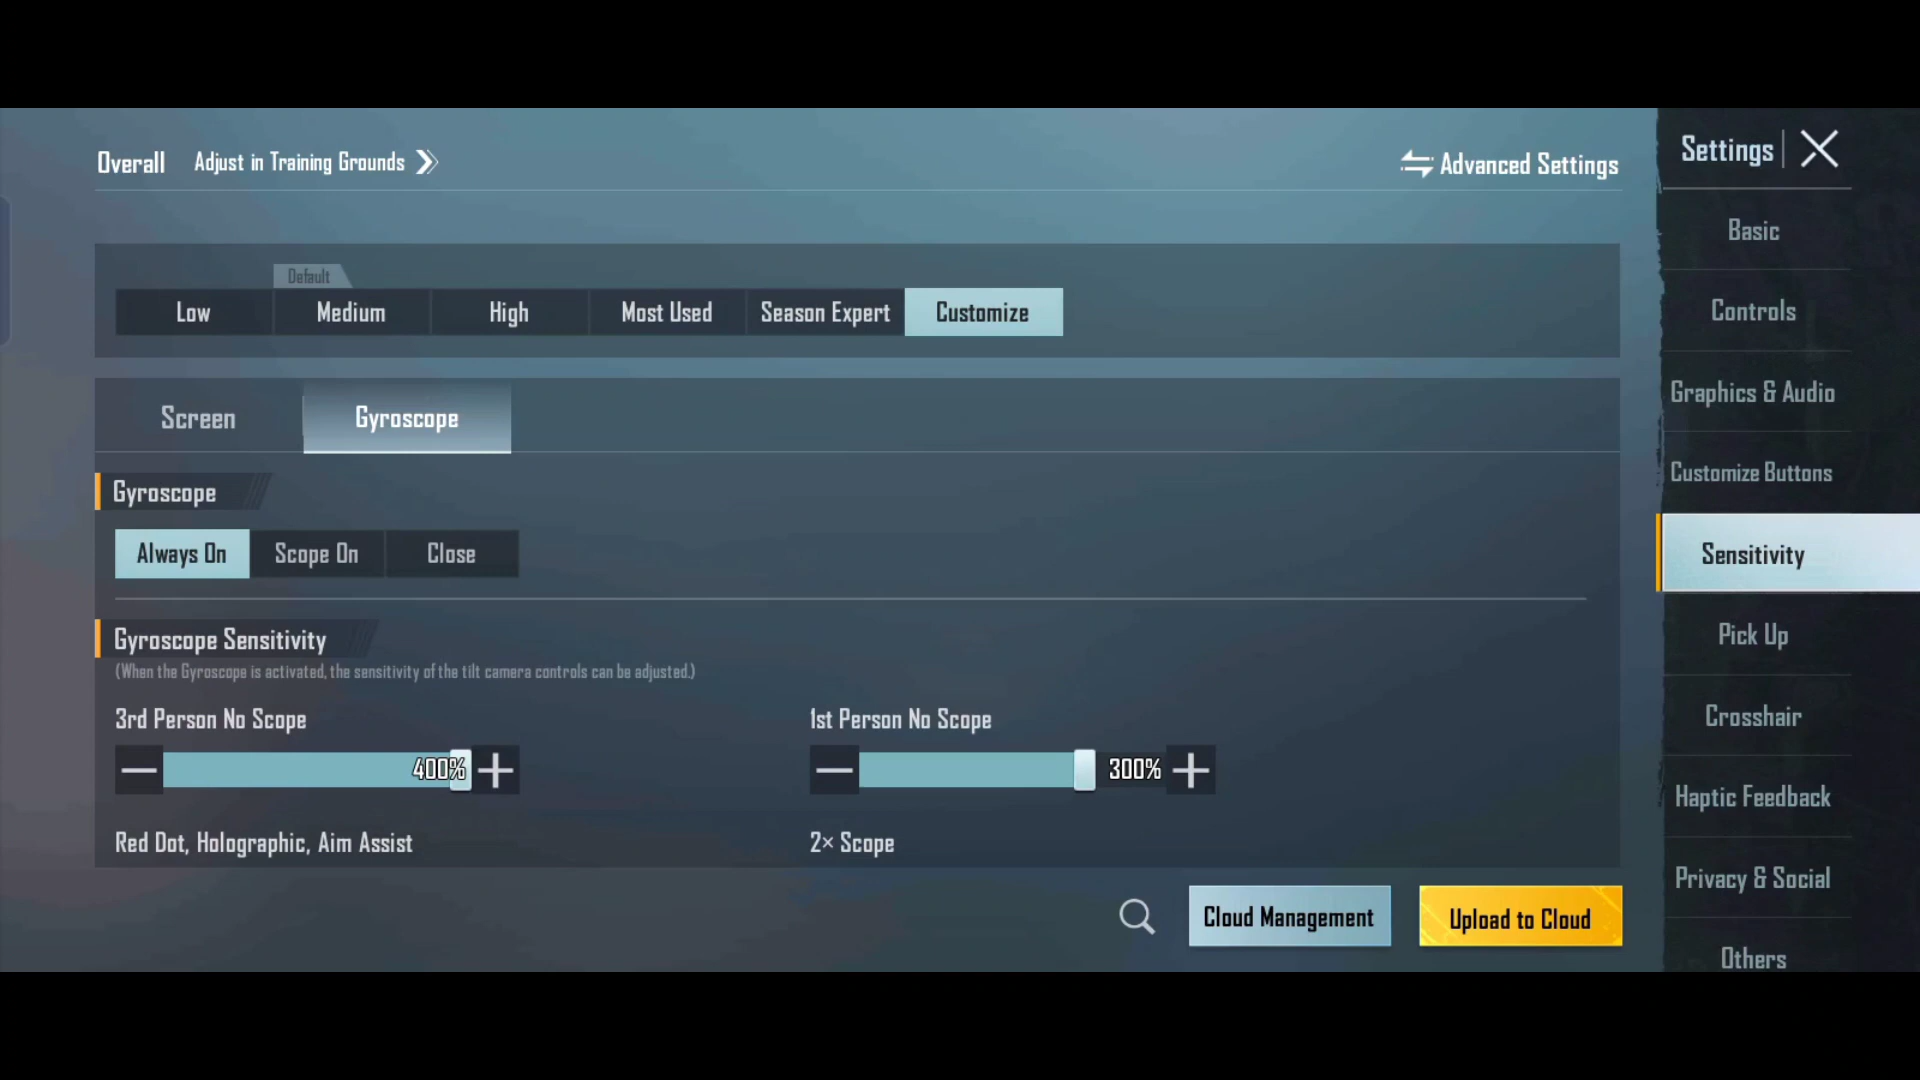 Overall
Adjust in Training Grounds
Advanced Settings
Settings
Default
Low
Medium
High
Most Used
Season Expert
Customize
Screen
Gyroscope
Gyroscope
Always On
Scope On
Close
Gyroscope Sensitivity
(When the Gyroscope is activated, the sensitivity of the tilt camera controls can be adjusted.)
3rd Person No Scope
400%
1st Person No Scope
300%
Red Dot, Holographic, Aim Assist
2× Scope
Cloud Management
Upload to Cloud
Basic
Controls
Graphics & Audio
Customize Buttons
Sensitivity
Pick Up
Crosshair
Haptic Feedback
Privacy & Social
Others